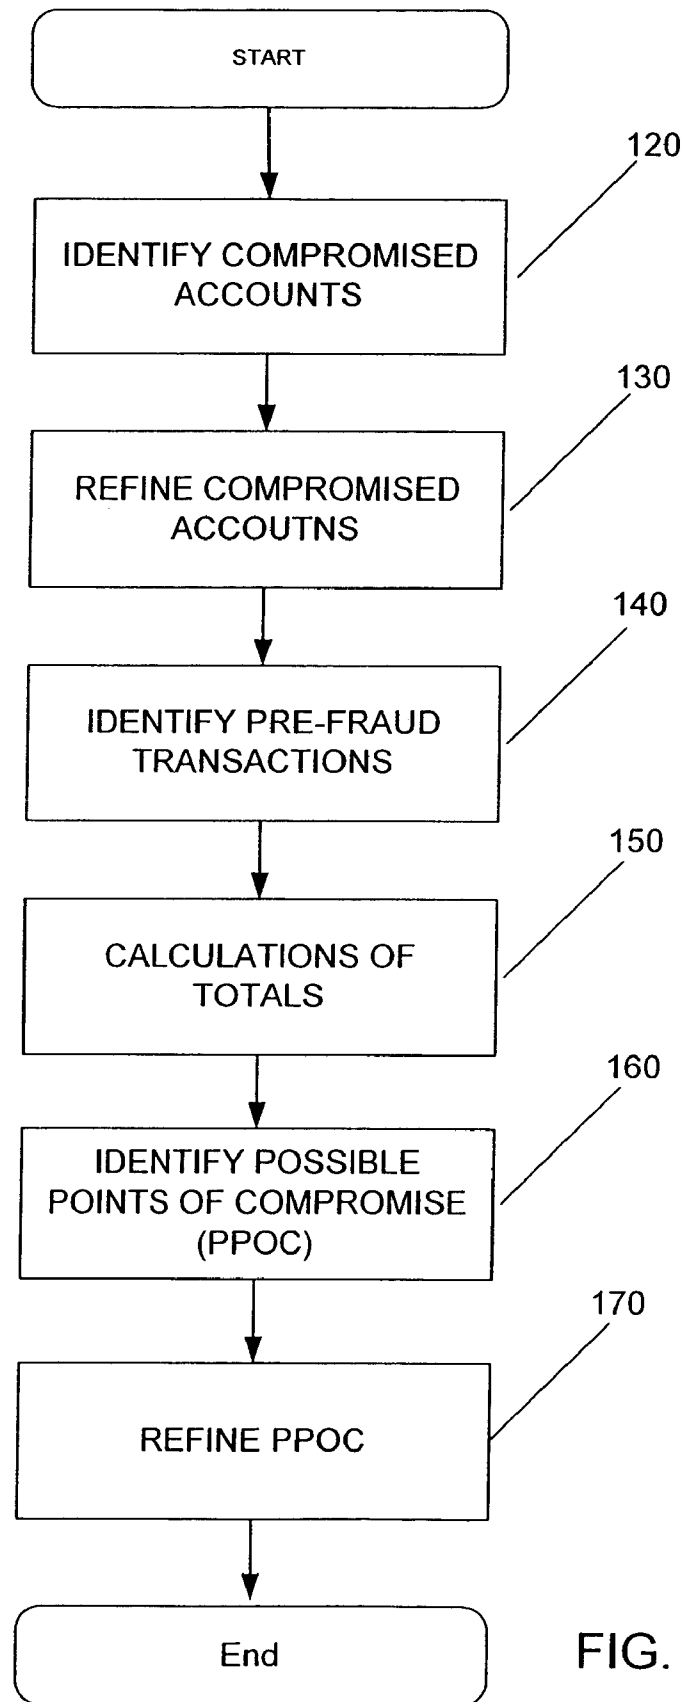 START
120
IDENTIFY COMPROMISED
ACCOUNTS
130
REFINE COMPROMISED
ACCOUTNS
140
IDENTIFY PRE-FRAUD
TRANSACTIONS
150
CALCULATIONS OF
TOTALS
160
IDENTIFY POSSIBLE
POINTS OF COMPROMISE
(PPOC)
170
REFINE PPOC
End
FIG.